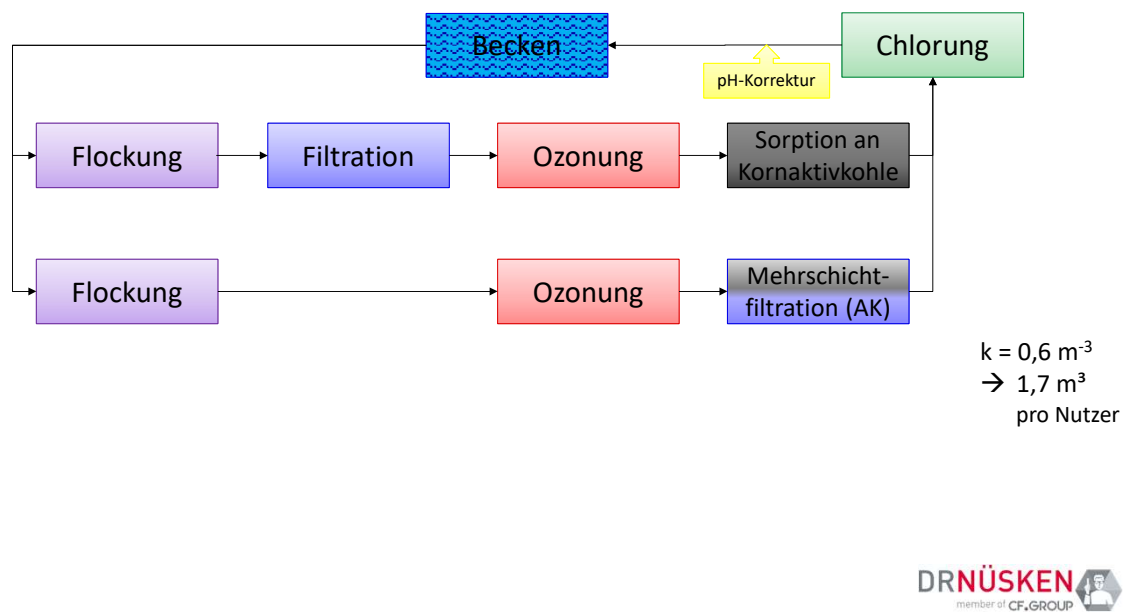 Becken
Chlorung
pH-Korrektur
Flockung
Filtration
Ozonung
Sorption an
Kornaktivkohle
Flockung
Ozonung
Mehrschicht-
filtration (AK)
k = 0,6 m⁻³
→ 1,7 m³
pro Nutzer
DRNÜSKEN
member of CF.GROUP